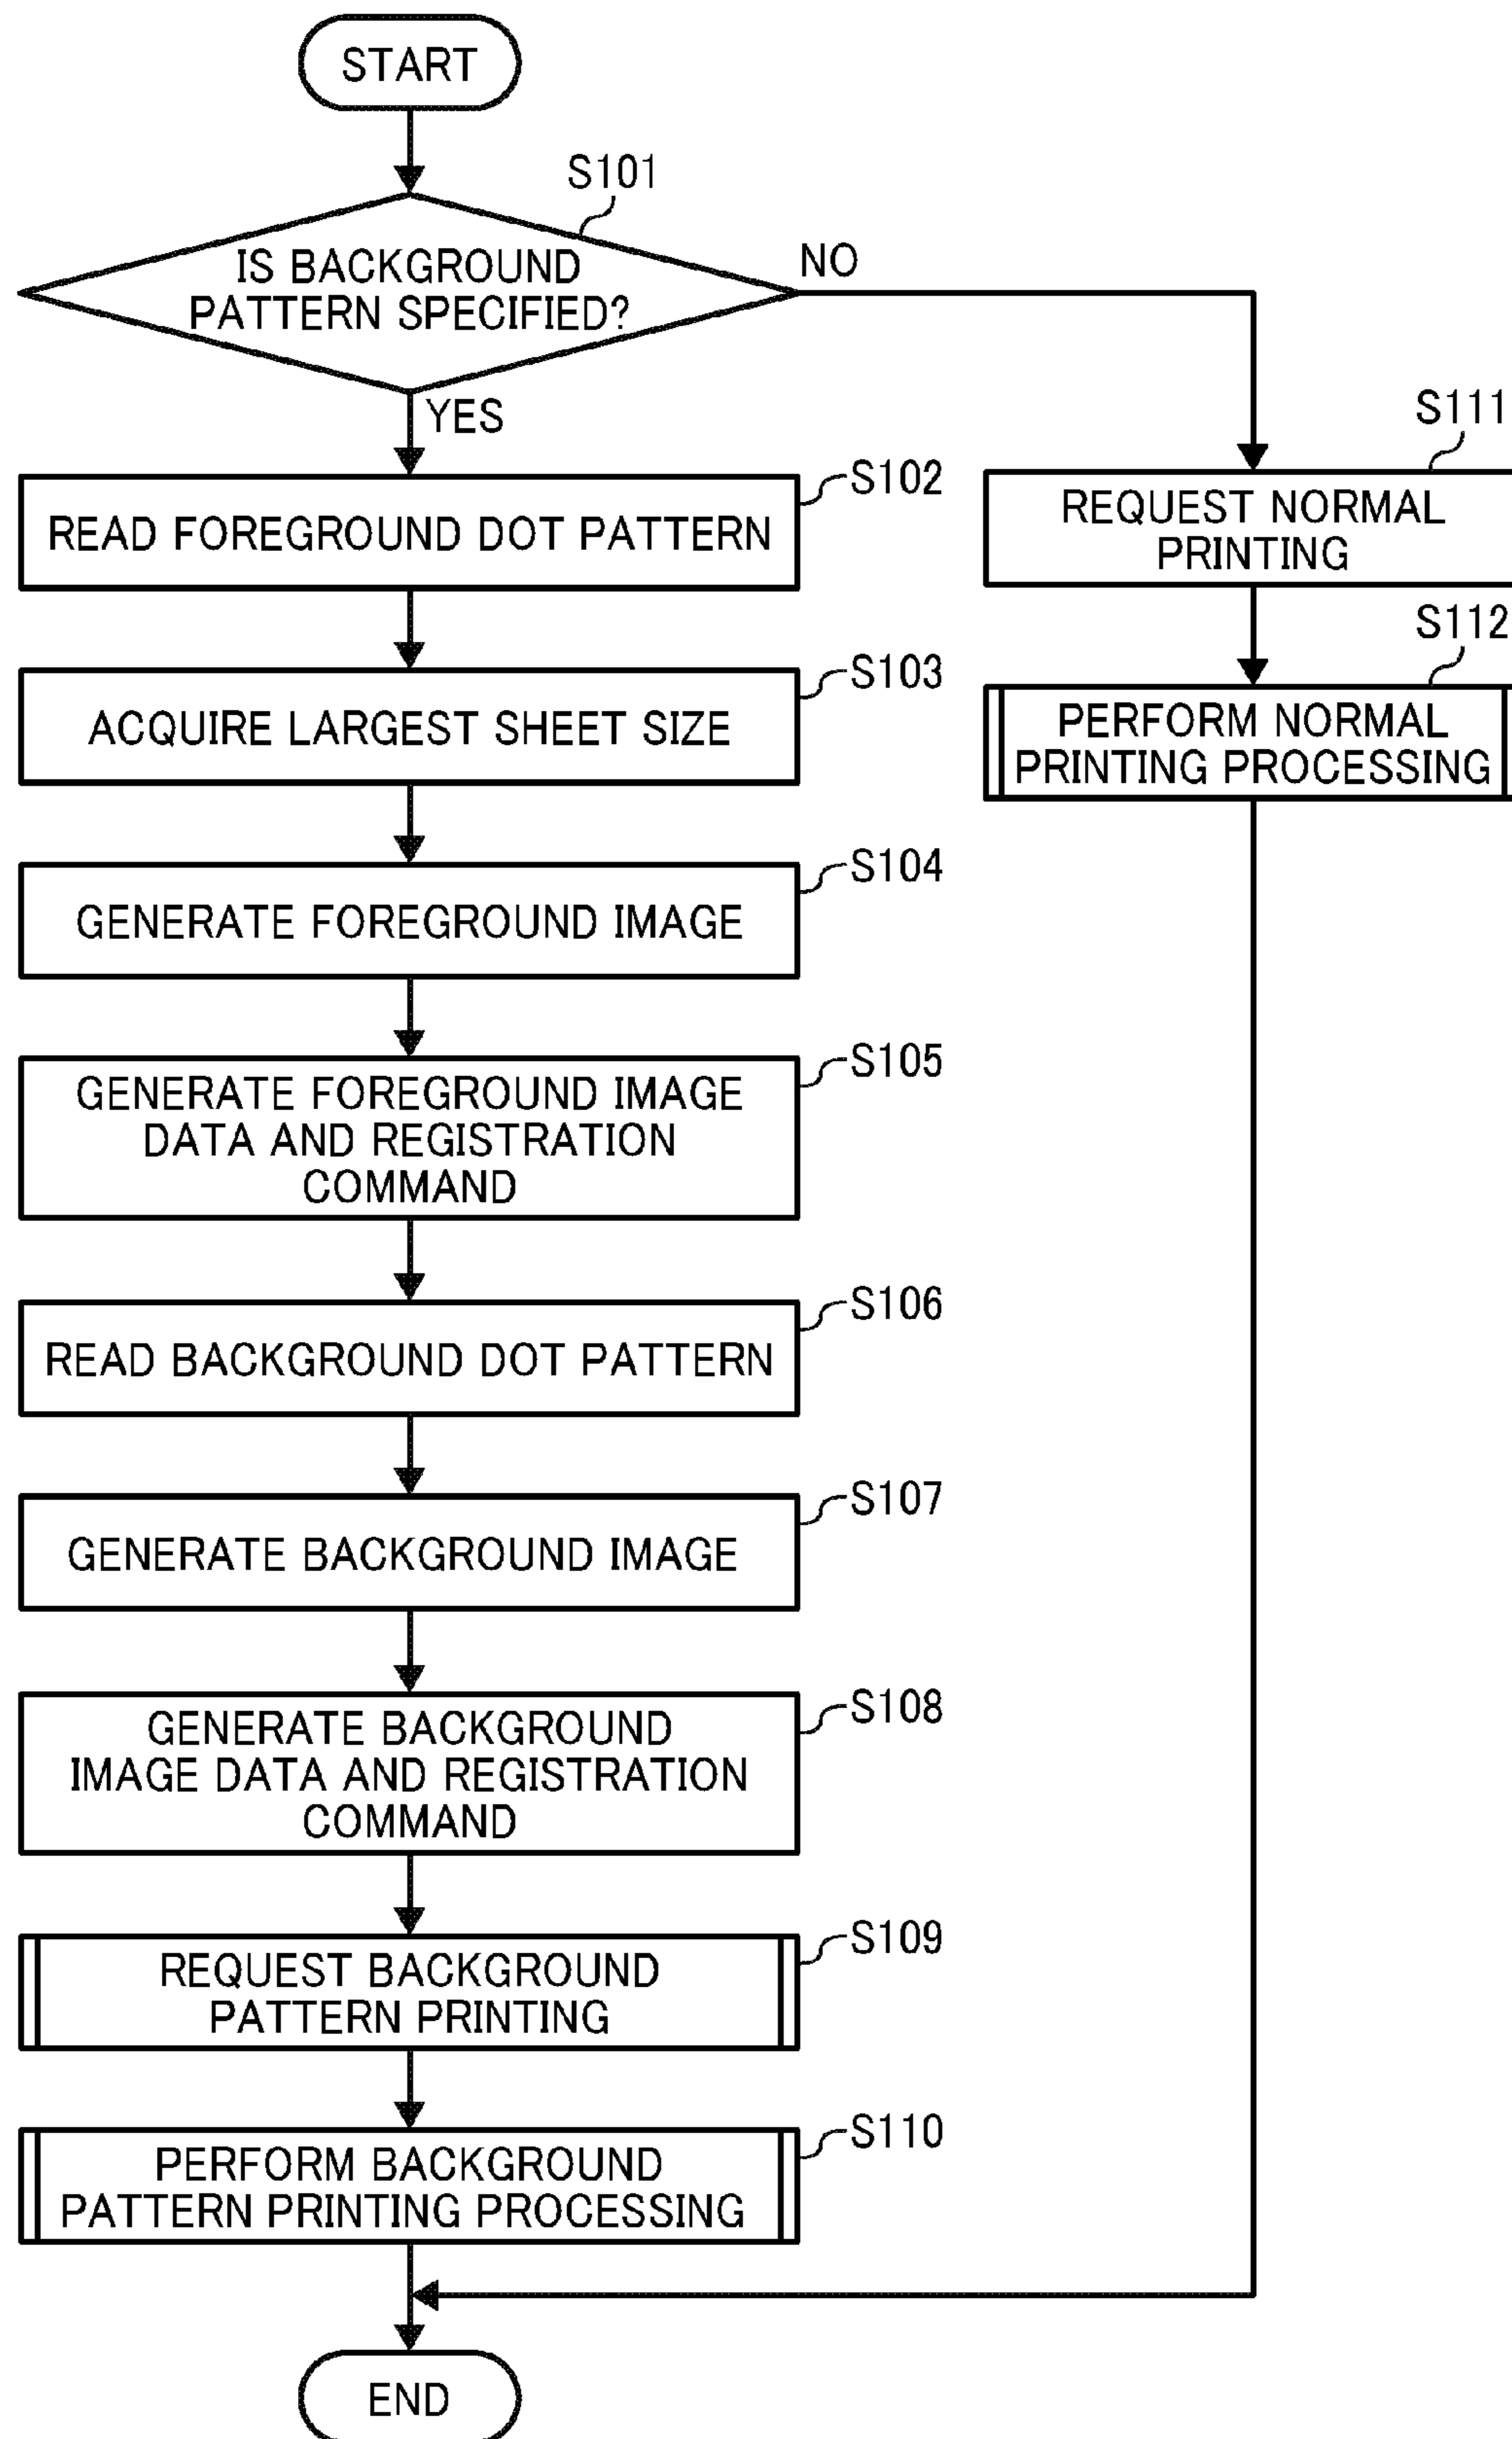 START
S101
IS BACKGROUND
PATTERN SPECIFIED?
NO
YES
S102
READ FOREGROUND DOT PATTERN
S103
ACQUIRE LARGEST SHEET SIZE
S104
GENERATE FOREGROUND IMAGE
S105
GENERATE FOREGROUND IMAGE
DATA AND REGISTRATION
COMMAND
S106
READ BACKGROUND DOT PATTERN
S107
GENERATE BACKGROUND IMAGE
S108
GENERATE BACKGROUND
IMAGE DATA AND REGISTRATION
COMMAND
S109
REQUEST BACKGROUND
PATTERN PRINTING
S110
PERFORM BACKGROUND
PATTERN PRINTING PROCESSING
S111
REQUEST NORMAL
PRINTING
S112
PERFORM NORMAL
PRINTING PROCESSING
END